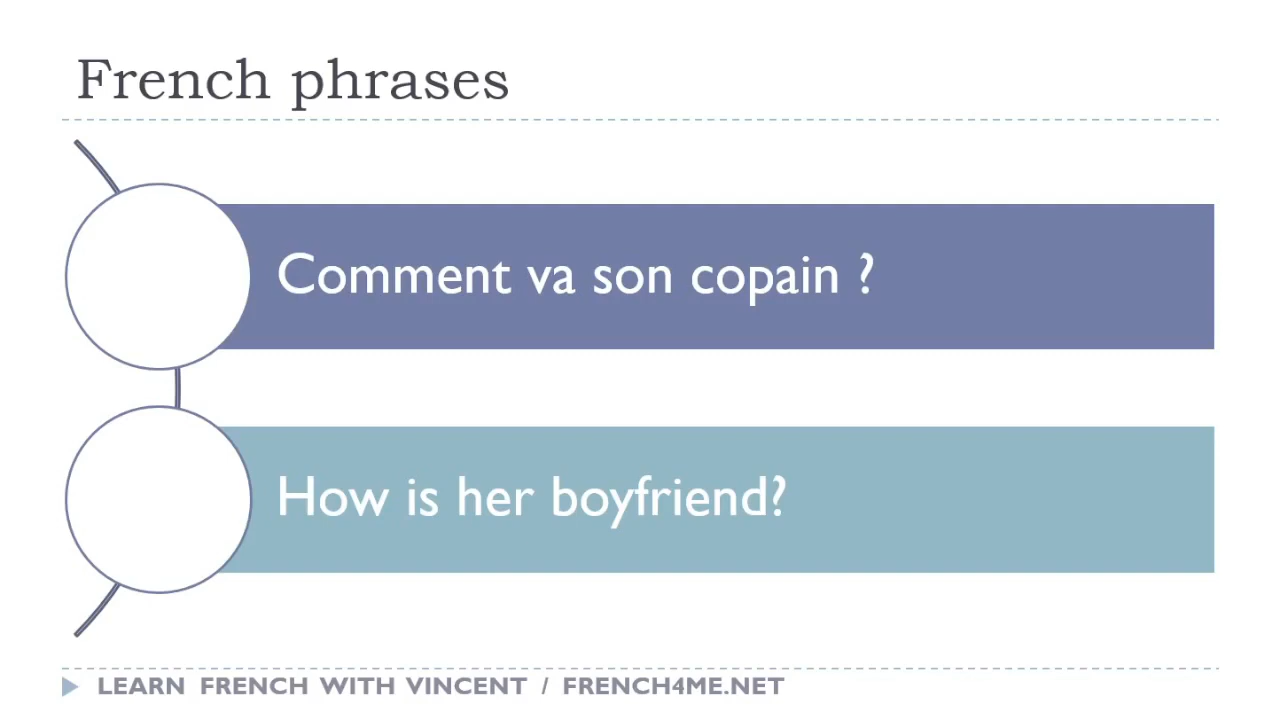 French phrases
Comment va son copain ?
How is her boyfriend?
LEARN FRENCH WITH VINCENT / FRENCH4ME.NET